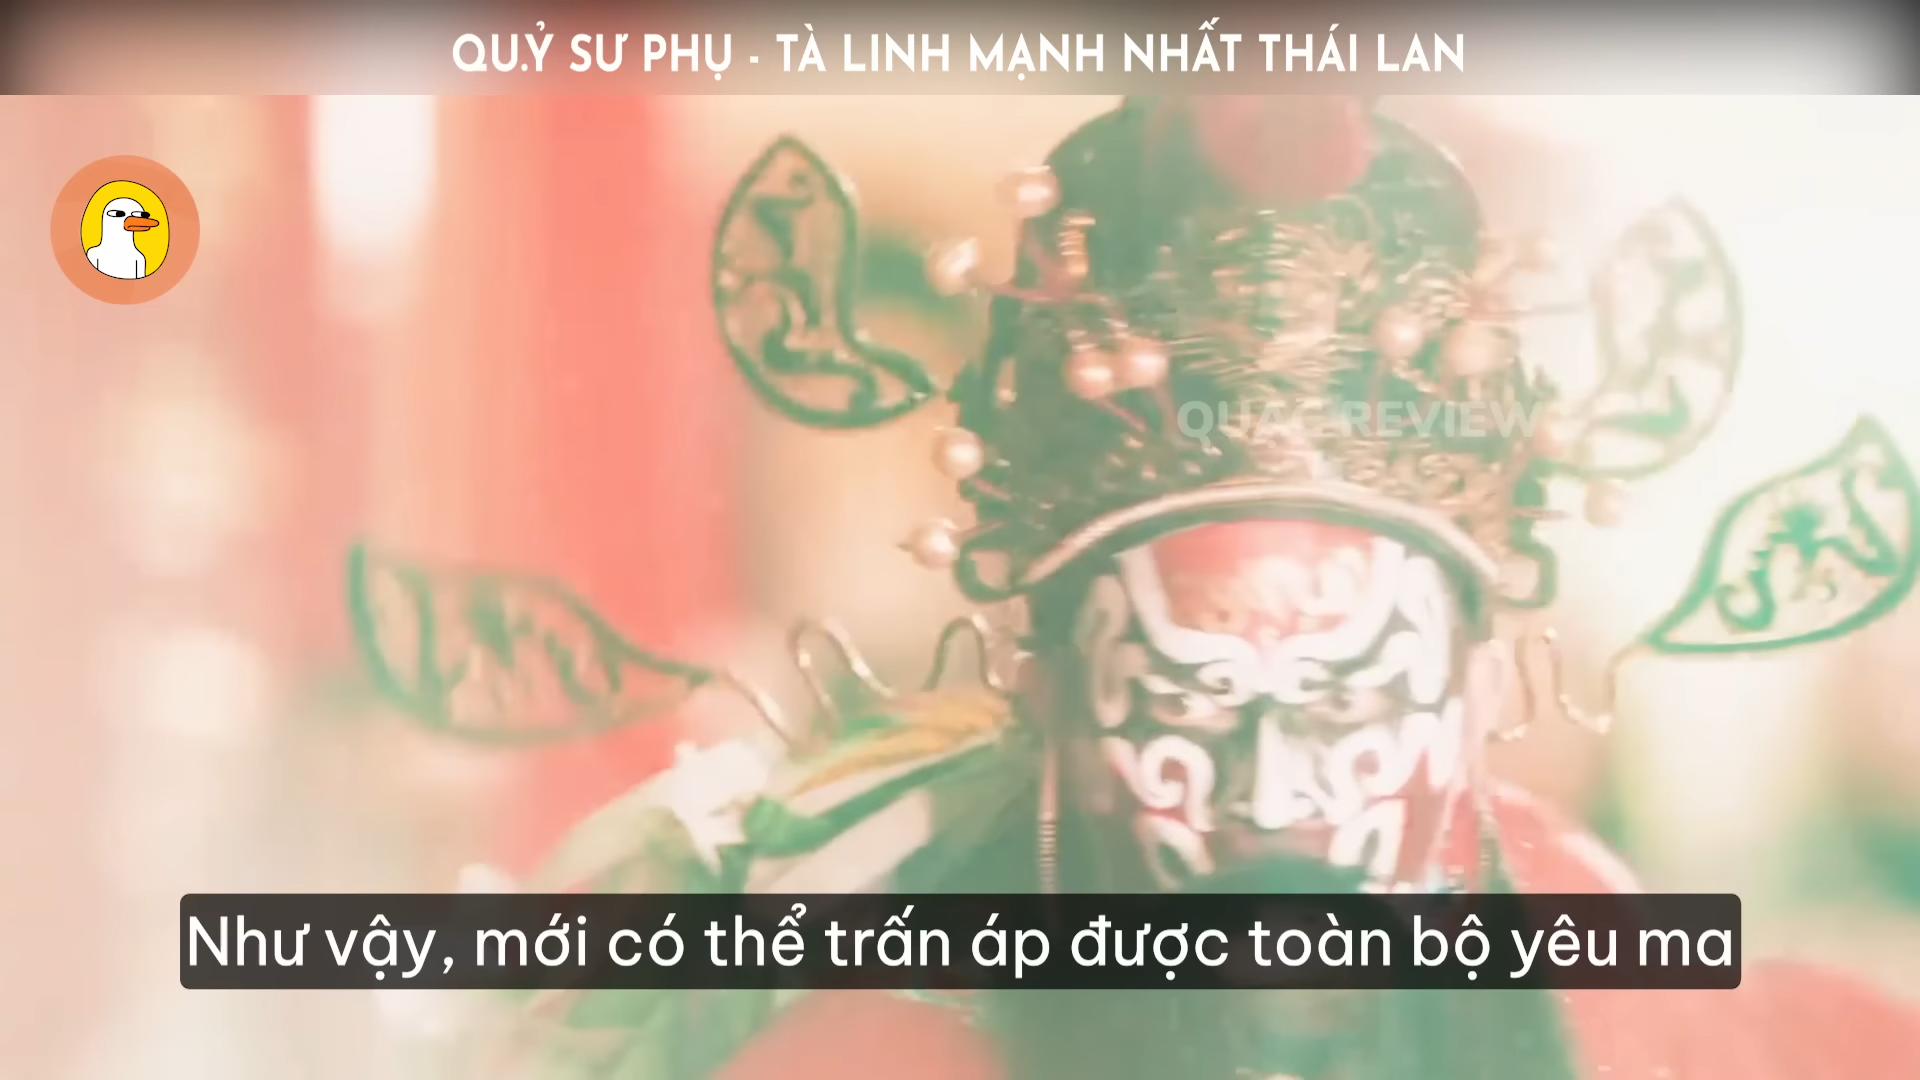 QU.Ỷ SƯ PHỤ - TÀ LINH MẠNH NHẤT THÁI LAN
QUAC REVIEW
Như vậy, mới có thể trấn áp được toàn bộ yêu ma